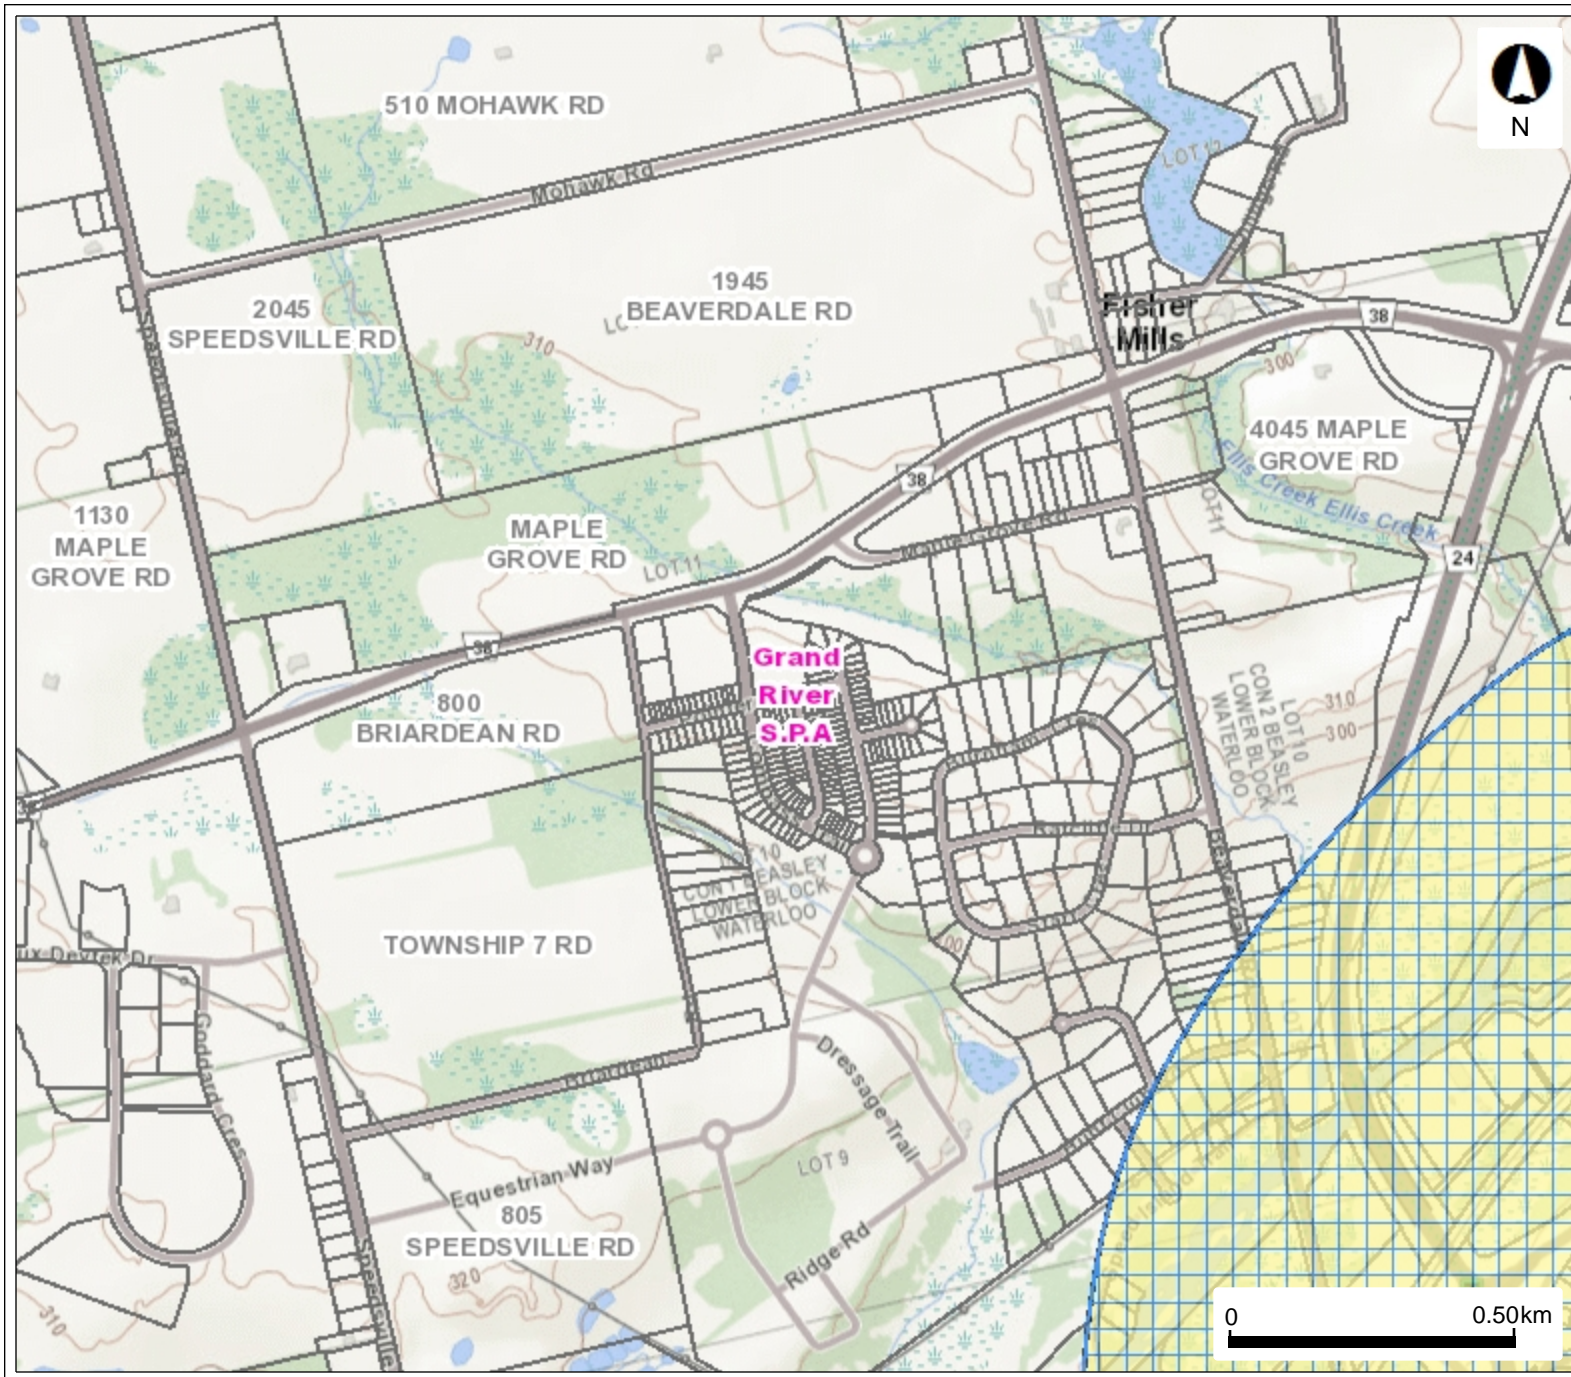 N
510 MOHAWK RD
LOT 12
Mohawk Rd
1945
BEAVERDALE RD
2045
SPEEDSVILLE RD
310
Fisher
Mills
38
300
4045 MAPLE
GROVE RD
Ellis Creek Ellis Creek
38
1130
MAPLE
GROVE RD
MAPLE
GROVE RD
LOT 11
Maple Grove Rd
24
38
Grand
River
S.P.A
800
BRIARDEAN RD
LOT 10
CON 2 BEASLEY
LOWER BLOCK
WATERLOO
310
300
LOT 10
CON 1 BEASLEY
LOWER BLOCK
WATERLOO
TOWNSHIP 7 RD
Goddard Cres
Briardean
Dressage Trail
LOT 9
Equestrian Way
805
SPEEDSVILLE RD
Ridge Rd
Speedsville
320
310
0
0.50km